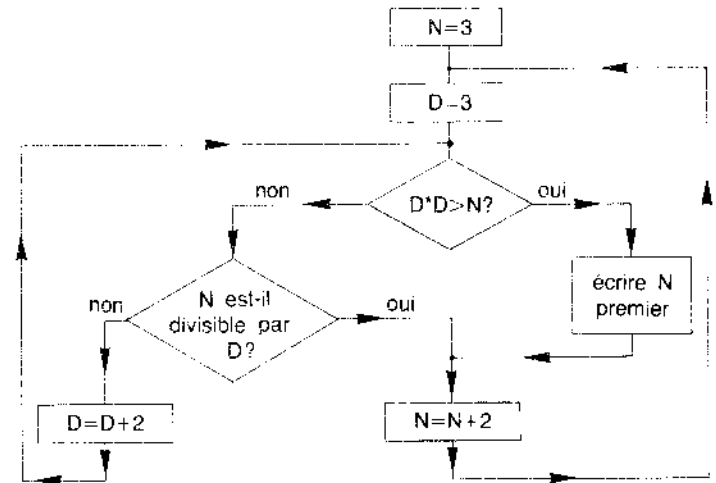 N=3
D=3
D*D>N?
non
oui
écrire N
premier
N est-il
divisible par
D?
non
oui
D=D+2
N=N+2